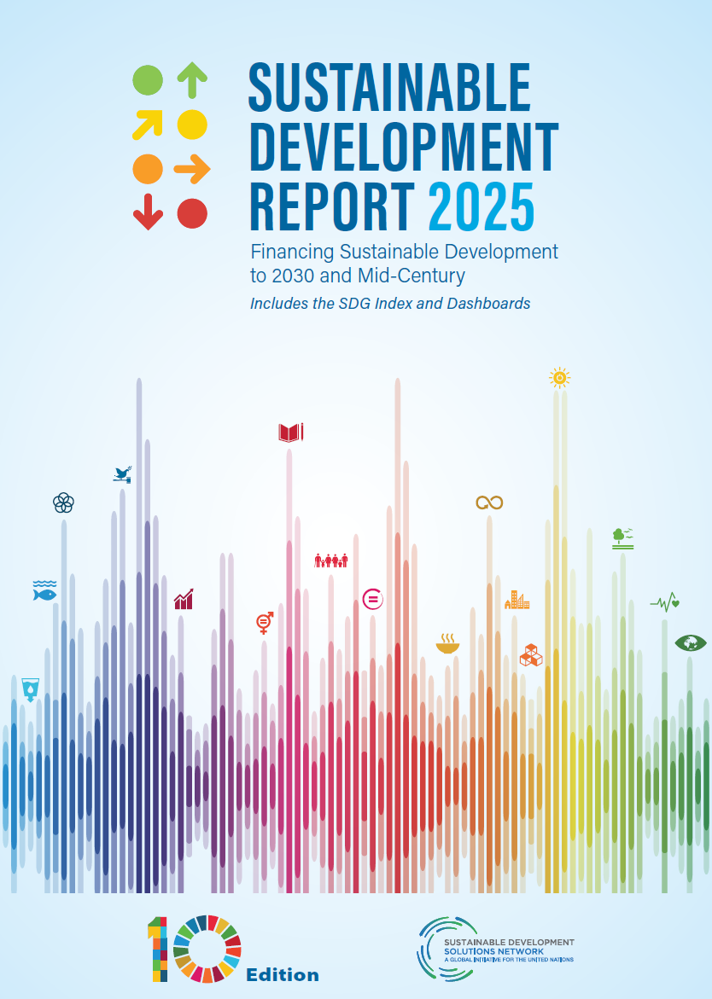 SUSTAINABLE
DEVELOPMENT
REPORT 2025
Financing Sustainable Development
to 2030 and Mid-Century
Includes the SDG Index and Dashboards
10 Edition
SUSTAINABLE DEVELOPMENT
SOLUTIONS NETWORK
A GLOBAL INITIATIVE FOR THE UNITED NATIONS